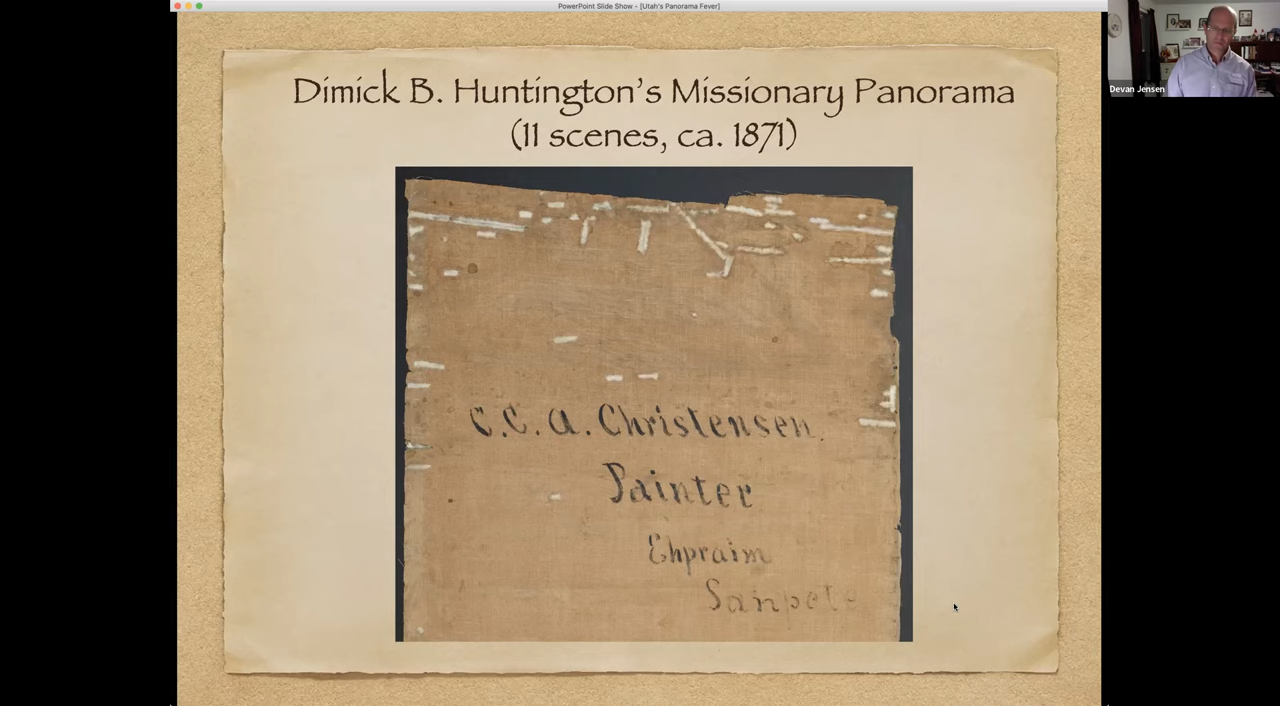 PowerPoint Slide Show - [Utah's Panorama Fever]
Devan Jensen
Dimick B. Huntington's Missionary Panorama
(11 scenes, ca. 1871)
C.C.A. Christensen.
Painter
Ehpraim
Sanpete